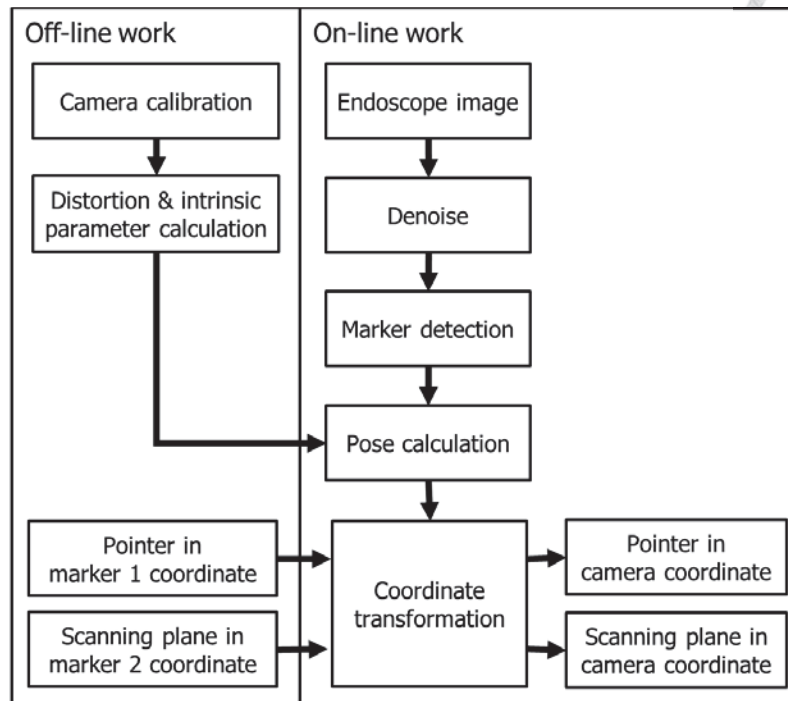 Off-line work
Camera calibration
Distortion & intrinsic
parameter calculation
Pointer in
marker 1 coordinate
Scanning plane in
marker 2 coordinate
On-line work
Endoscope image
Denoise
Marker detection
Pose calculation
Coordinate
transformation
Pointer in
camera coordinate
Scanning plane in
camera coordinate